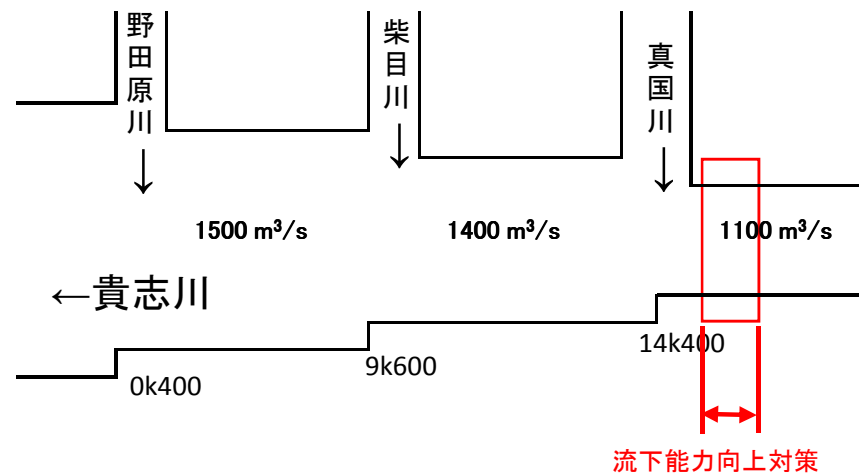 野田原川
↓
柴目川
↓
真国川
↓
1500 m³/s
1400 m³/s
1100 m³/s
←貴志川
0k400
9k600
14k400
流下能力向上対策